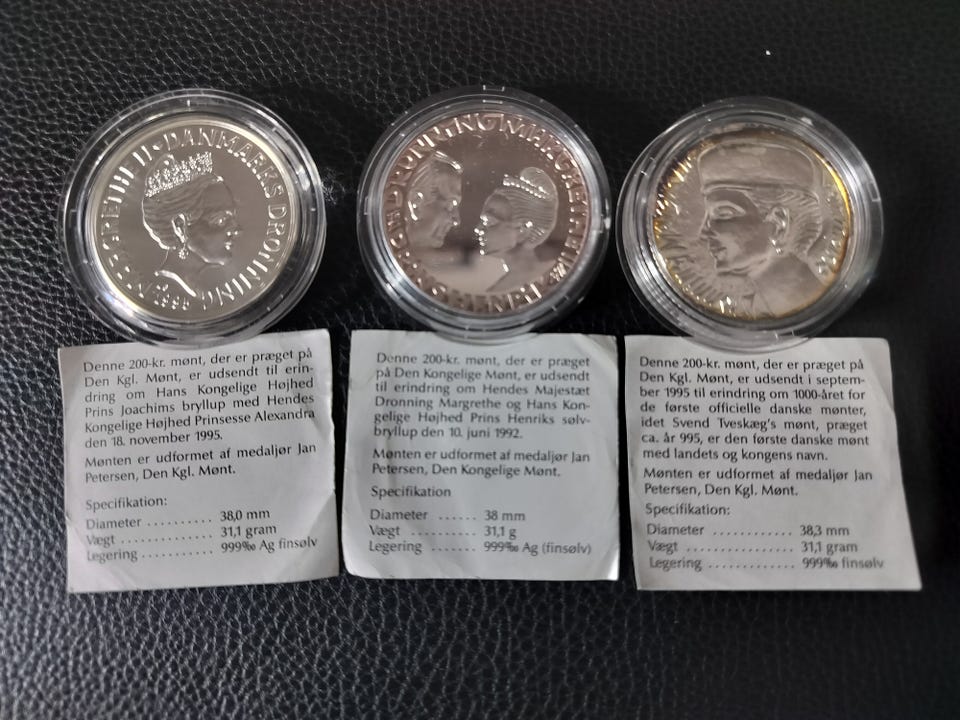 MARGRETHE II · DANMARKS DRONNING
1995
DRONNING MARGRETHE
Denne 200-kr. mønt, der er præget på
Den Kgl. Mønt, er udsendt til erin-
dring om Hans Kongelige Højhed
Prins Joachims bryllup med Hendes
Kongelige Højhed Prinsesse Alexandra
den 18. november 1995.
Mønten er udformet af medaljør Jan
Petersen, Den Kgl. Mønt.
Specifikation:
Diameter .......... 38,0 mm
Vægt .............. 31,1 gram
Legering ........... 999‰ Ag finsølv
Denne 200-kr. mønt, der er præget
på Den Kongelige Mønt, er udsendt
til erindring om Hendes Majestæt
Dronning Margrethe og Hans Kon-
gelige Højhed Prins Henriks sølv-
bryllup den 10. juni 1992.
Mønten er udformet af medaljør Jan
Petersen, Den Kongelige Mønt.
Specifikation
Diameter ...... 38 mm
Vægt .......... 31,1 g
Legering ....... 999‰ Ag (finsølv)
Denne 200-kr. mønt, der er præget på
Den Kgl. Mønt, er udsendt i septem-
ber 1995 til erindring om 1000-året for
de første officielle danske mønter,
idet Svend Tveskæg's mønt, præget
ca. år 995, er den første danske mønt
med landets og kongens navn.
Mønten er udformet af medaljør Jan
Petersen, Den Kgl. Mønt.
Specifikation:
Diameter ............ 38,3 mm
Vægt ................ 31,1 gram
Legering ............. 999‰ finsølv